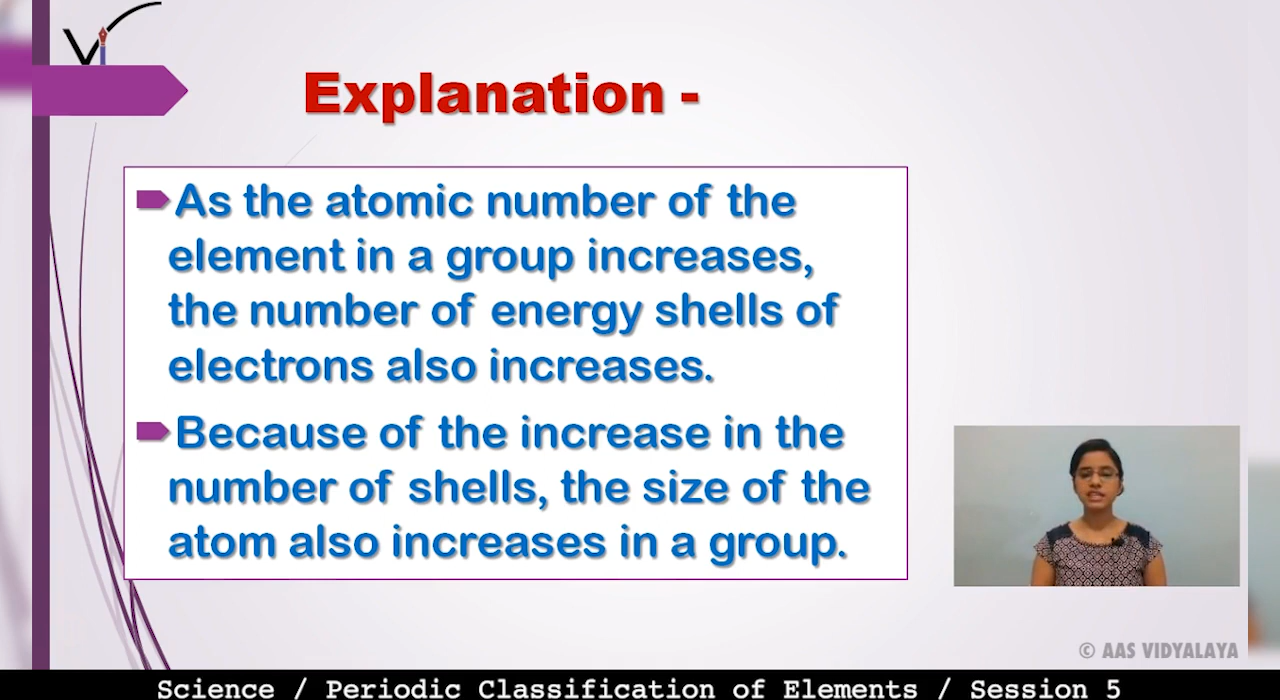 Explanation -
As the atomic number of the
element in a group increases,
the number of energy shells of
electrons also increases.
Because of the increase in the
number of shells, the size of the
atom also increases in a group.
© AAS VIDYALAYA
Science / Periodic Classification of Elements / Session 5